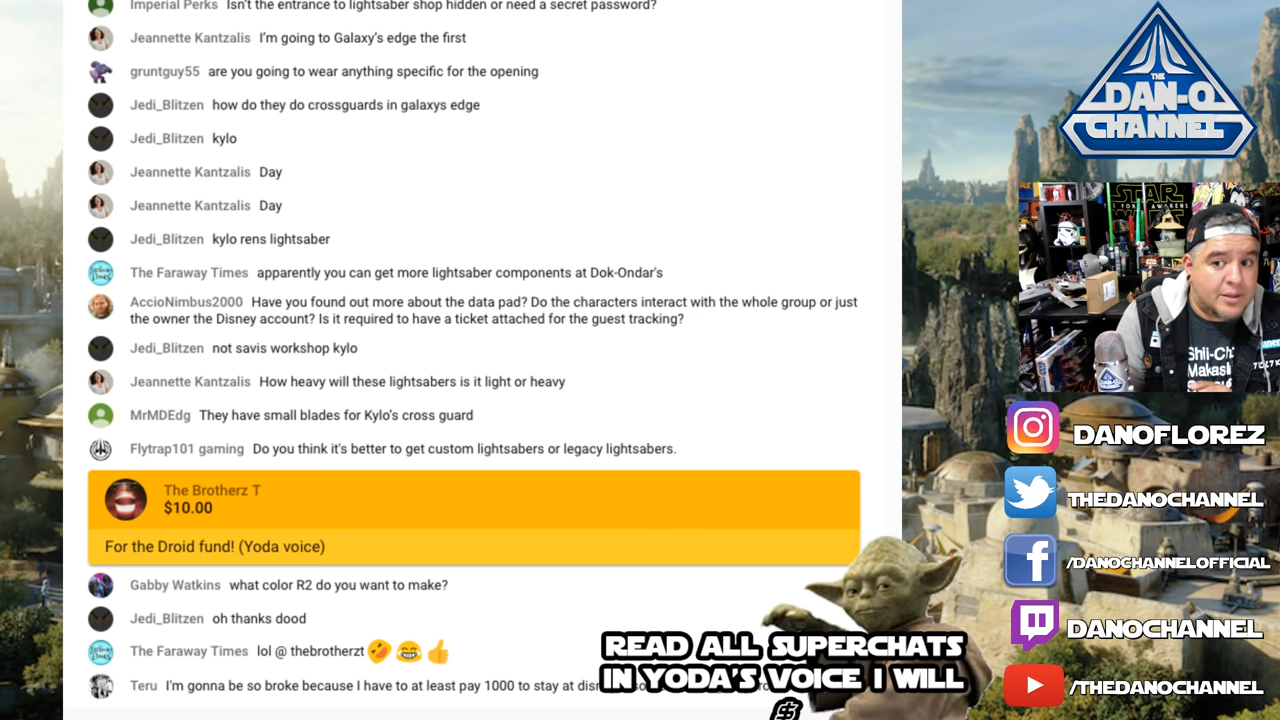 Imperial Perks Isn't the entrance to lightsaber shop hidden or need a secret password?
Jeannette Kantzalis I'm going to Galaxy's edge the first
gruntguy55 are you going to wear anything specific for the opening
Jedi_Blitzen how do they do crossguards in galaxys edge
Jedi_Blitzen kylo
Jeannette Kantzalis Day
Jeannette Kantzalis Day
Jedi_Blitzen kylo rens lightsaber
The Faraway Times apparently you can get more lightsaber components at Dok-Ondar's
AccioNimbus2000 Have you found out more about the data pad? Do the characters interact with the whole group or just
the owner the Disney account? Is it required to have a ticket attached for the guest tracking?
Jedi_Blitzen not savis workshop kylo
Jeannette Kantzalis How heavy will these lightsabers is it light or heavy
MrMDEdg They have small blades for Kylo's cross guard
Flytrap101 gaming Do you think it's better to get custom lightsabers or legacy lightsabers.
The Brotherz T
$10.00
For the Droid fund! (Yoda voice)
Gabby Watkins what color R2 do you want to make?
Jedi_Blitzen oh thanks dood
The Faraway Times lol @ thebrotherzt 🤣😂👍
Teru I'm gonna be so broke because I have to at least pay 1000 to stay at
READ ALL SUPERCHATS
IN YODA'S VOICE I WILL
$
THE
DAN-O
CHANNEL
STAR
WARS
Shii-Cho
Makashi
DANOFLOREZ
THEDANOCHANNEL
/DANOCHANNELOFFICIAL
DANOCHANNEL
/THEDANOCHANNEL